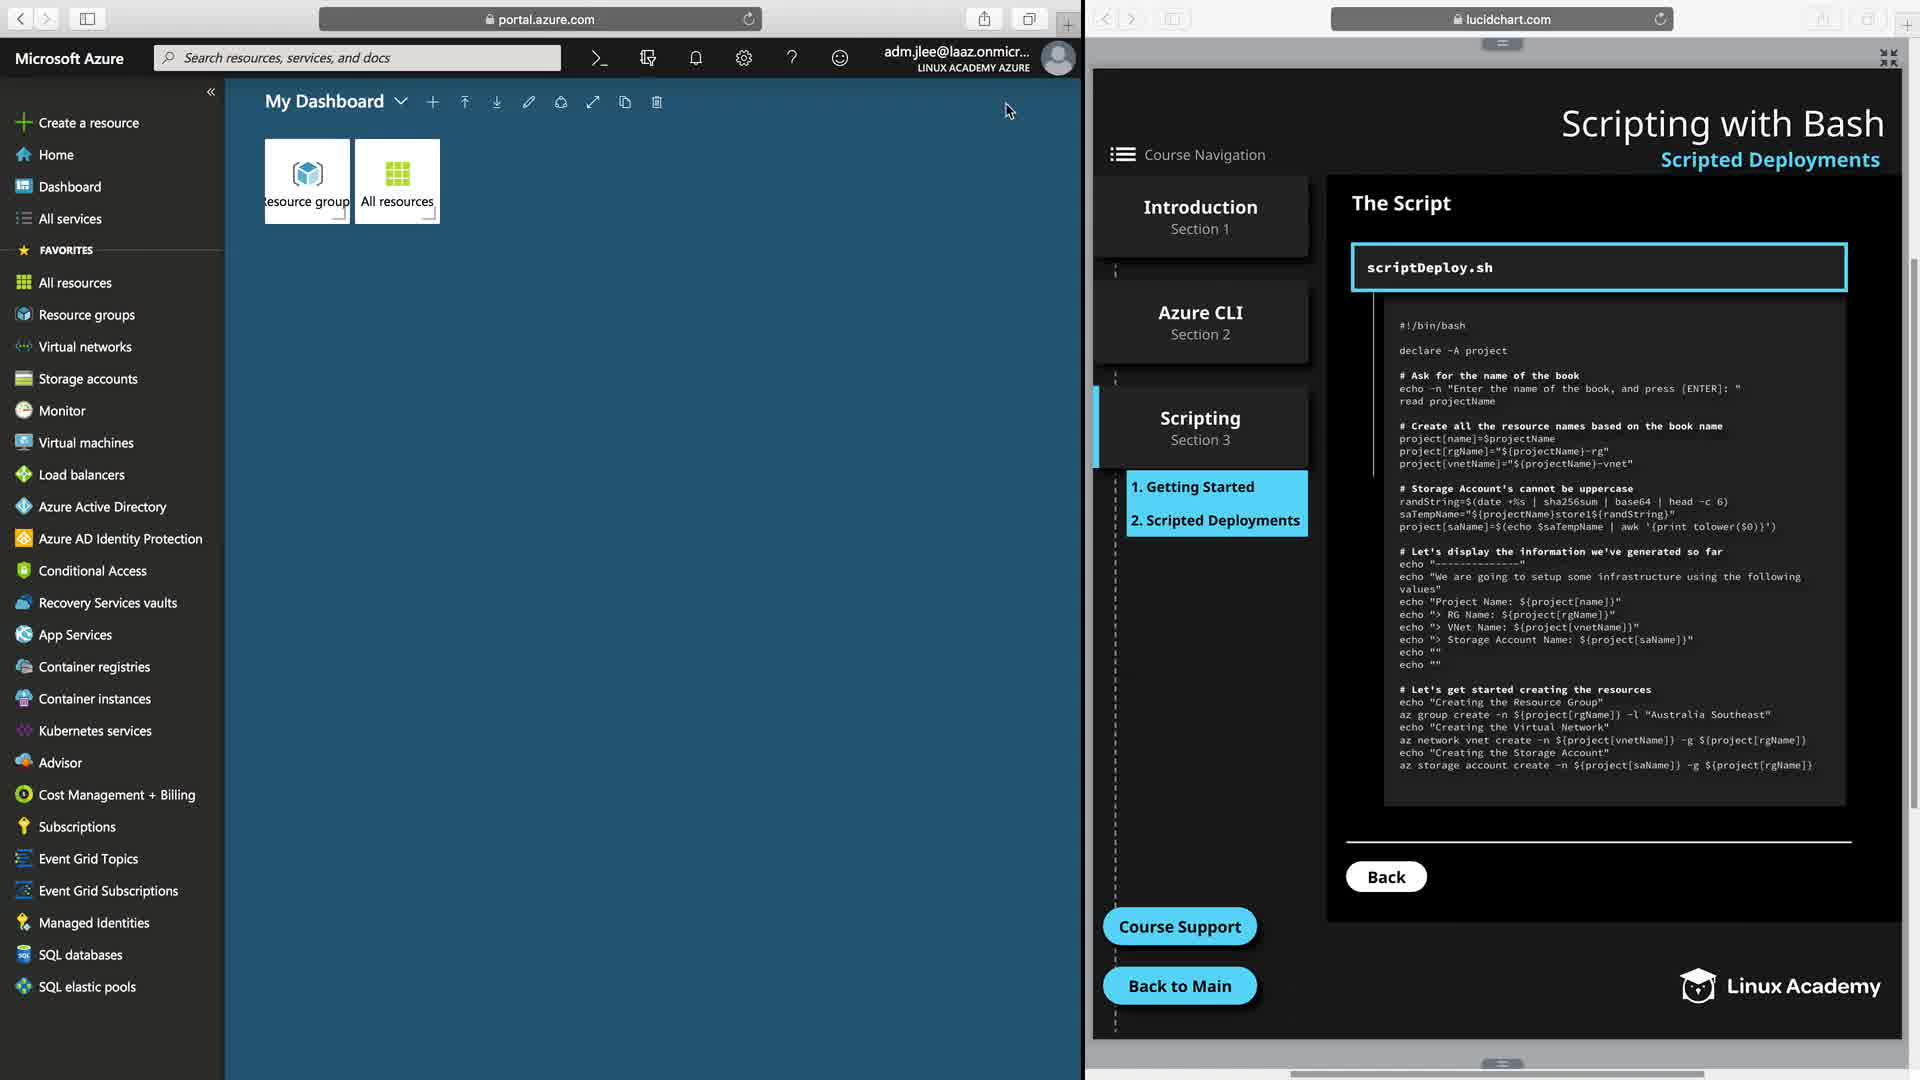 portal.azure.com
Microsoft Azure
Search resources, services, and docs
adm.jlee@laaz.onmicr...
LINUX ACADEMY AZURE
«
Create a resource
Home
Dashboard
All services
FAVORITES
All resources
Resource groups
Virtual networks
Storage accounts
Monitor
Virtual machines
Load balancers
Azure Active Directory
Azure AD Identity Protection
Conditional Access
Recovery Services vaults
App Services
Container registries
Container instances
Kubernetes services
Advisor
Cost Management + Billing
Subscriptions
Event Grid Topics
Event Grid Subscriptions
Managed Identities
SQL databases
SQL elastic pools
My Dashboard
esource group
All resources
lucidchart.com
Scripting with Bash
Scripted Deployments
Course Navigation
Introduction
Section 1
Azure CLI
Section 2
Scripting
Section 3
1. Getting Started
2. Scripted Deployments
Course Support
Back to Main
The Script
scriptDeploy.sh
#!/bin/bash
declare -A project
# Ask for the name of the book
echo -n "Enter the name of the book, and press [ENTER]: "
read projectName
# Create all the resource names based on the book name
project[name]=$projectName
project[rgName]="${projectName}-rg"
project[vnetName]="${projectName}-vnet"
# Storage Account's cannot be uppercase
randString=$(date +%s | sha256sum | base64 | head -c 6)
saTempName="${projectName}store1${randString}"
project[saName]=$(echo $saTempName | awk '{print tolower($0)}')
# Let's display the information we've generated so far
echo "--------------"
echo "We are going to setup some infrastructure using the following
values"
echo "Project Name: ${project[name]}"
echo "> RG Name: ${project[rgName]}"
echo "> VNet Name: ${project[vnetName]}"
echo "> Storage Account Name: ${project[saName]}"
echo ""
echo ""
# Let's get started creating the resources
echo "Creating the Resource Group"
az group create -n ${project[rgName]} -l "Australia Southeast"
echo "Creating the Virtual Network"
az network vnet create -n ${project[vnetName]} -g ${project[rgName]}
echo "Creating the Storage Account"
az storage account create -n ${project[saName]} -g ${project[rgName]}
Back
Linux Academy